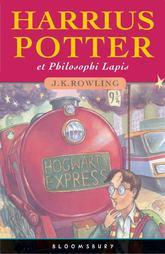 HARRIUS
POTTER
et Philosophi Lapis
J.K.ROWLING
9¾
HOGWARTS
EXPRESS
BLOOMSBURY